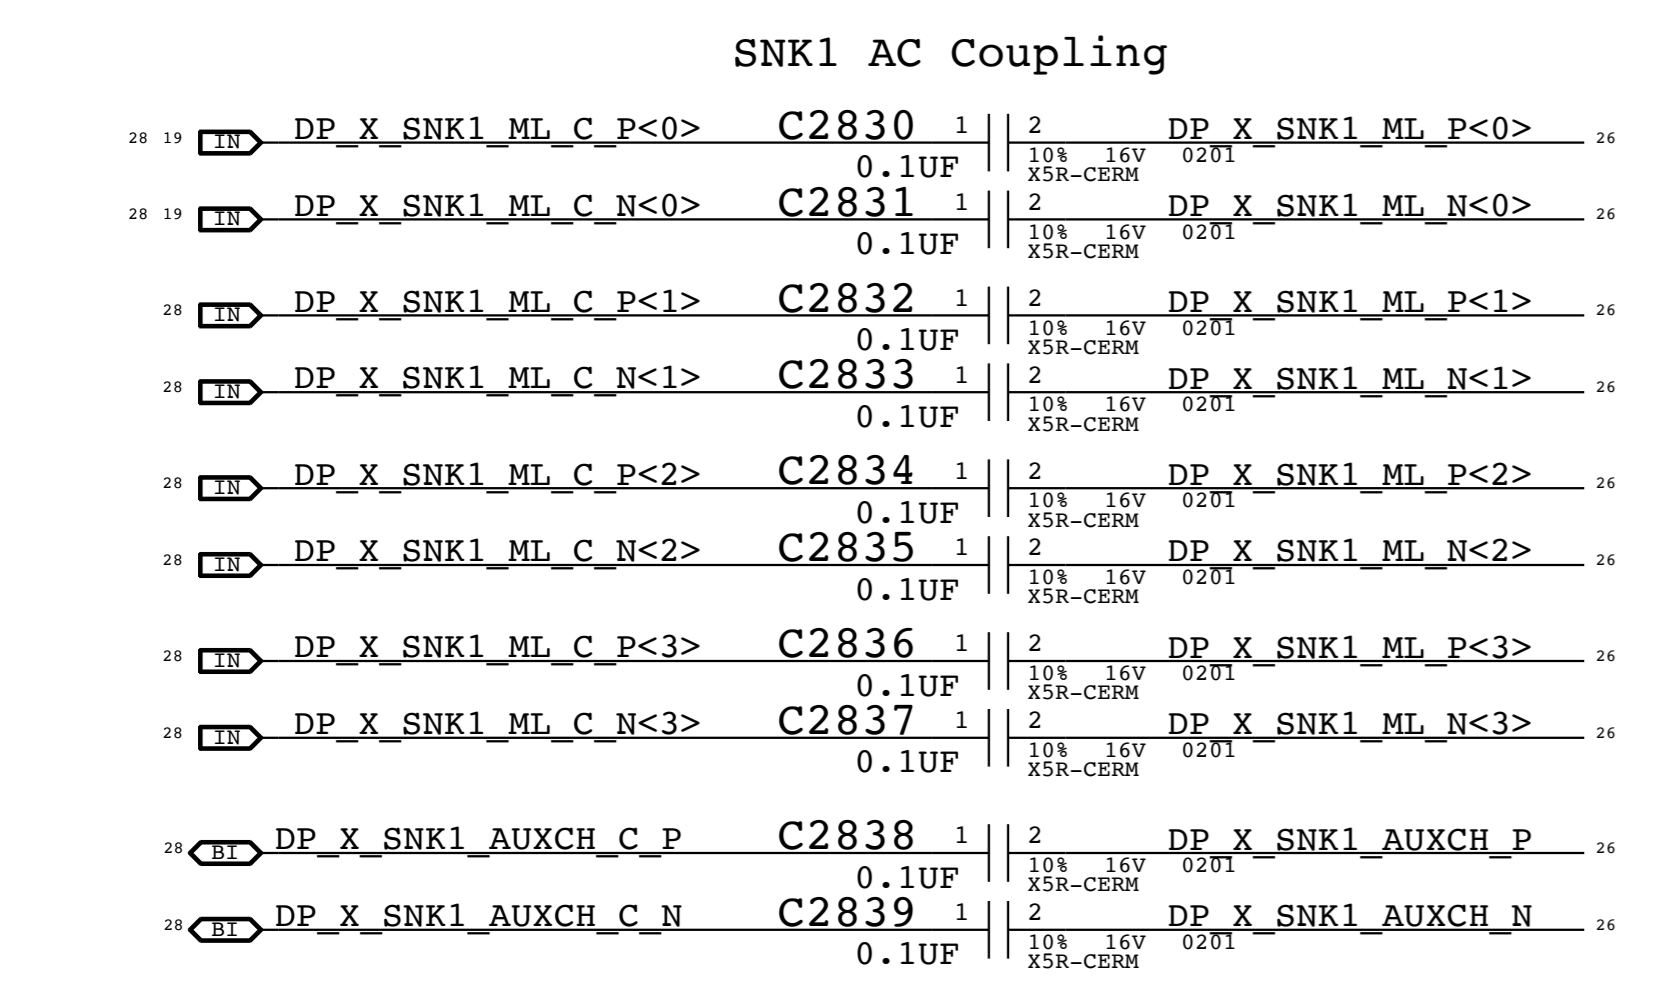 SNK1 AC Coupling
28 19 IN DP_X_SNK1_ML_C_P<0> C2830 1 2 DP_X_SNK1_ML_P<0> 26
0.1UF 10% 16V 0201
X5R-CERM
28 19 IN DP_X_SNK1_ML_C_N<0> C2831 1 2 DP_X_SNK1_ML_N<0> 26
0.1UF 10% 16V 0201
X5R-CERM
28 IN DP_X_SNK1_ML_C_P<1> C2832 1 2 DP_X_SNK1_ML_P<1> 26
0.1UF 10% 16V 0201
X5R-CERM
28 IN DP_X_SNK1_ML_C_N<1> C2833 1 2 DP_X_SNK1_ML_N<1> 26
0.1UF 10% 16V 0201
X5R-CERM
28 IN DP_X_SNK1_ML_C_P<2> C2834 1 2 DP_X_SNK1_ML_P<2> 26
0.1UF 10% 16V 0201
X5R-CERM
28 IN DP_X_SNK1_ML_C_N<2> C2835 1 2 DP_X_SNK1_ML_N<2> 26
0.1UF 10% 16V 0201
X5R-CERM
28 IN DP_X_SNK1_ML_C_P<3> C2836 1 2 DP_X_SNK1_ML_P<3> 26
0.1UF 10% 16V 0201
X5R-CERM
28 IN DP_X_SNK1_ML_C_N<3> C2837 1 2 DP_X_SNK1_ML_N<3> 26
0.1UF 10% 16V 0201
X5R-CERM
28 BI DP_X_SNK1_AUXCH_C_P C2838 1 2 DP_X_SNK1_AUXCH_P 26
0.1UF 10% 16V 0201
X5R-CERM
28 BI DP_X_SNK1_AUXCH_C_N C2839 1 2 DP_X_SNK1_AUXCH_N 26
0.1UF 10% 16V 0201
X5R-CERM